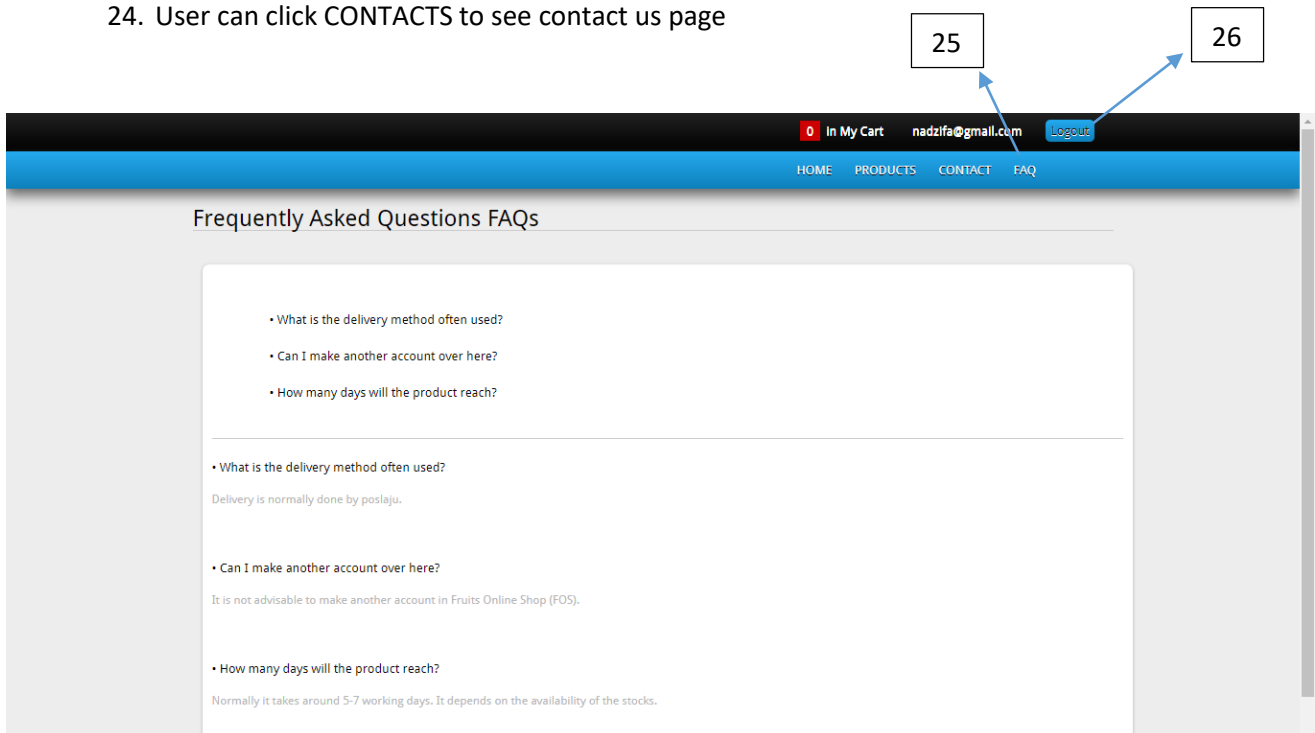 24. User can click CONTACTS to see contact us page
25
26
0 In My Cart nadzifa@gmail.com Logout
HOME PRODUCTS CONTACT FAQ
Frequently Asked Questions FAQs
• What is the delivery method often used?
• Can I make another account over here?
• How many days will the product reach?
• What is the delivery method often used?
Delivery is normally done by poslaju.
• Can I make another account over here?
It is not advisable to make another account in Fruits Online Shop (FOS).
• How many days will the product reach?
Normally it takes around 5-7 working days. It depends on the availability of the stocks.